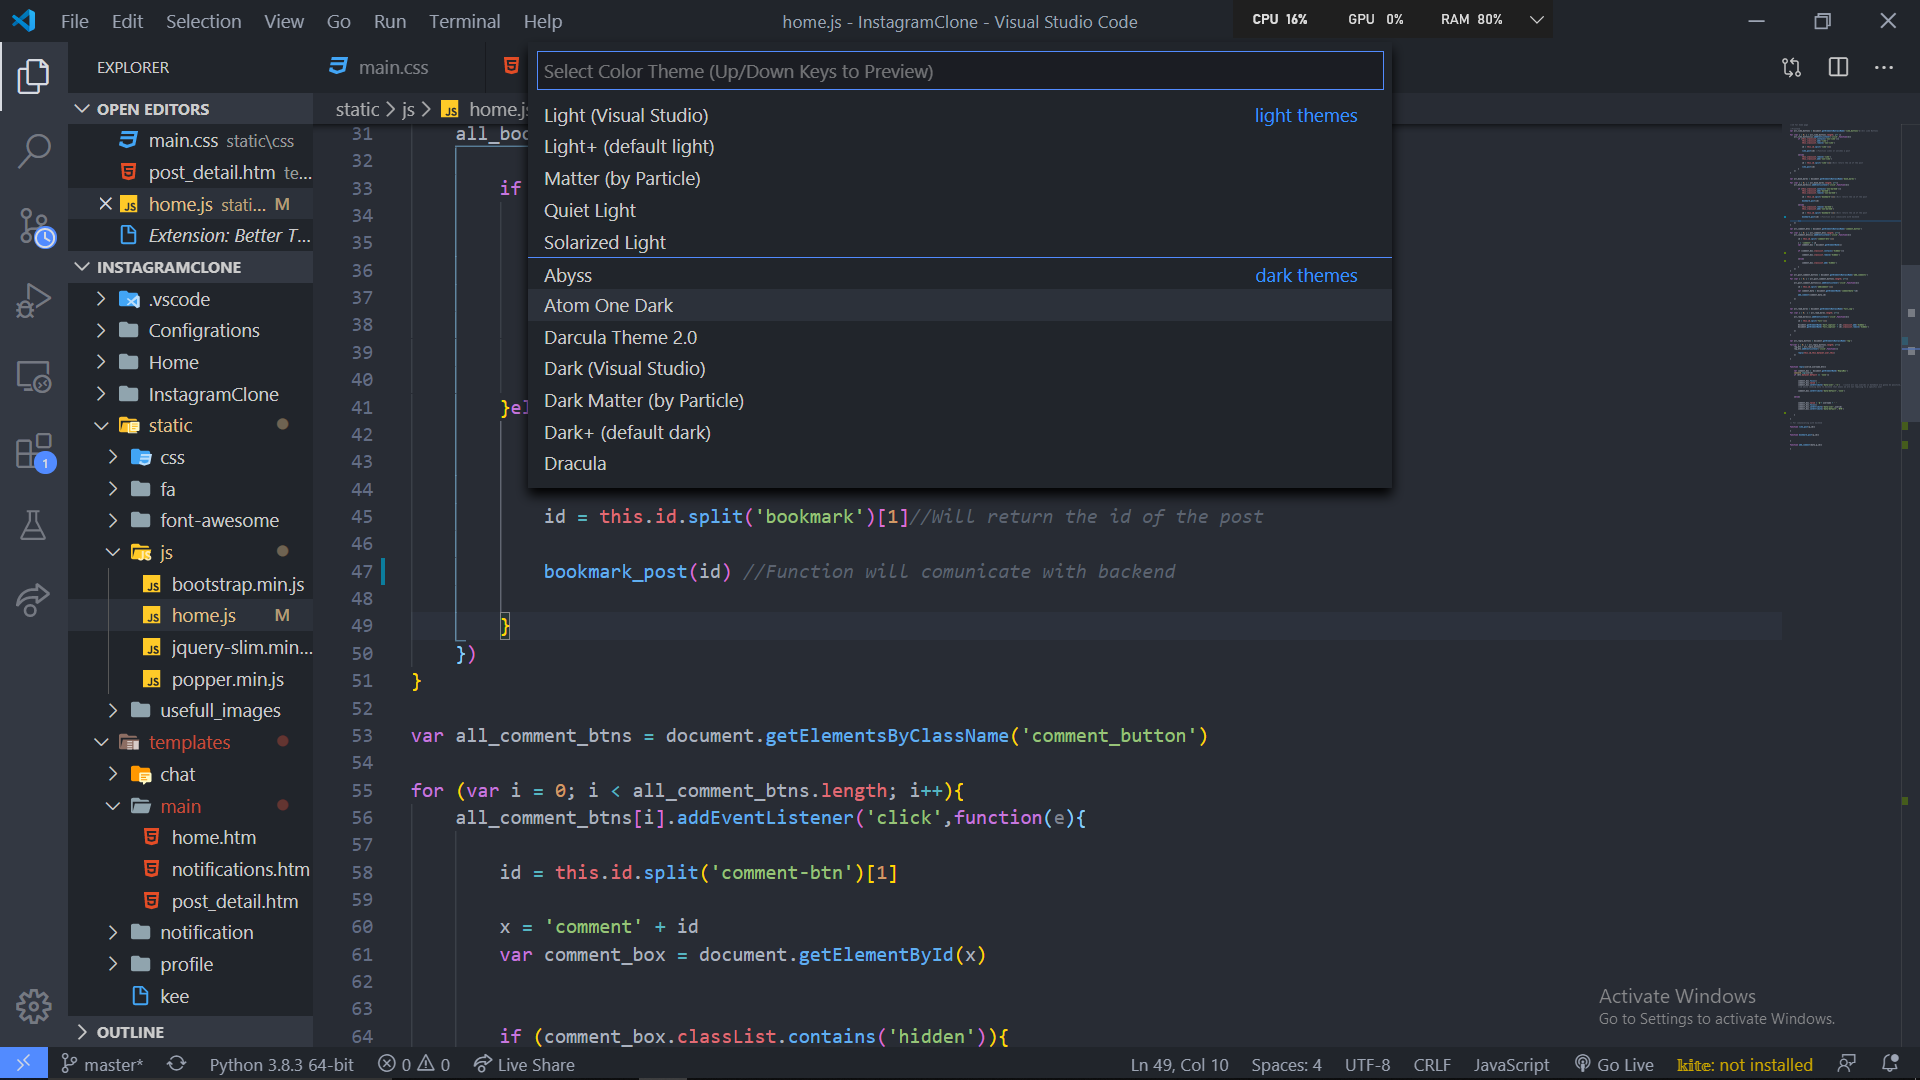 File Edit Selection View Go Run Terminal Help
home.js - InstagramClone - Visual Studio Code
CPU 16% GPU 0% RAM 80%
EXPLORER
OPEN EDITORS
main.css static\css
post_detail.htm te...
home.js stati... M
Extension: Better T...
INSTAGRAMCLONE
.vscode
Configrations
Home
InstagramClone
static
css
fa
font-awesome
js
JS bootstrap.min.js
JS home.js M
JS jquery-slim.min...
JS popper.min.js
usefull_images
templates
chat
main
home.htm
notifications.htm
post_detail.htm
notification
profile
kee
OUTLINE
main.css
static > js > JS home.js
Select Color Theme (Up/Down Keys to Preview)
Light (Visual Studio) light themes
Light+ (default light)
Matter (by Particle)
Quiet Light
Solarized Light
Abyss dark themes
Atom One Dark
Darcula Theme 2.0
Dark (Visual Studio)
Dark Matter (by Particle)
Dark+ (default dark)
Dracula
31 all_boo
32
33 if
34
35
36
37
38
39
40
41 }el
42
43
44
45 id = this.id.split('bookmark')[1]//Will return the id of the post
46
47 bookmark_post(id) //Function will comunicate with backend
48
49 }
50 })
51 }
52
53 var all_comment_btns = document.getElementsByClassName('comment_button')
54
55 for (var i = 0; i < all_comment_btns.length; i++){
56 all_comment_btns[i].addEventListener('click',function(e){
57
58 id = this.id.split('comment-btn')[1]
59
60 x = 'comment' + id
61 var comment_box = document.getElementById(x)
62
63
64 if (comment_box.classList.contains('hidden')){
Activate Windows
Go to Settings to activate Windows.
1
master* Python 3.8.3 64-bit 0 0 Live Share
Ln 49, Col 10 Spaces: 4 UTF-8 CRLF JavaScript Go Live kite: not installed